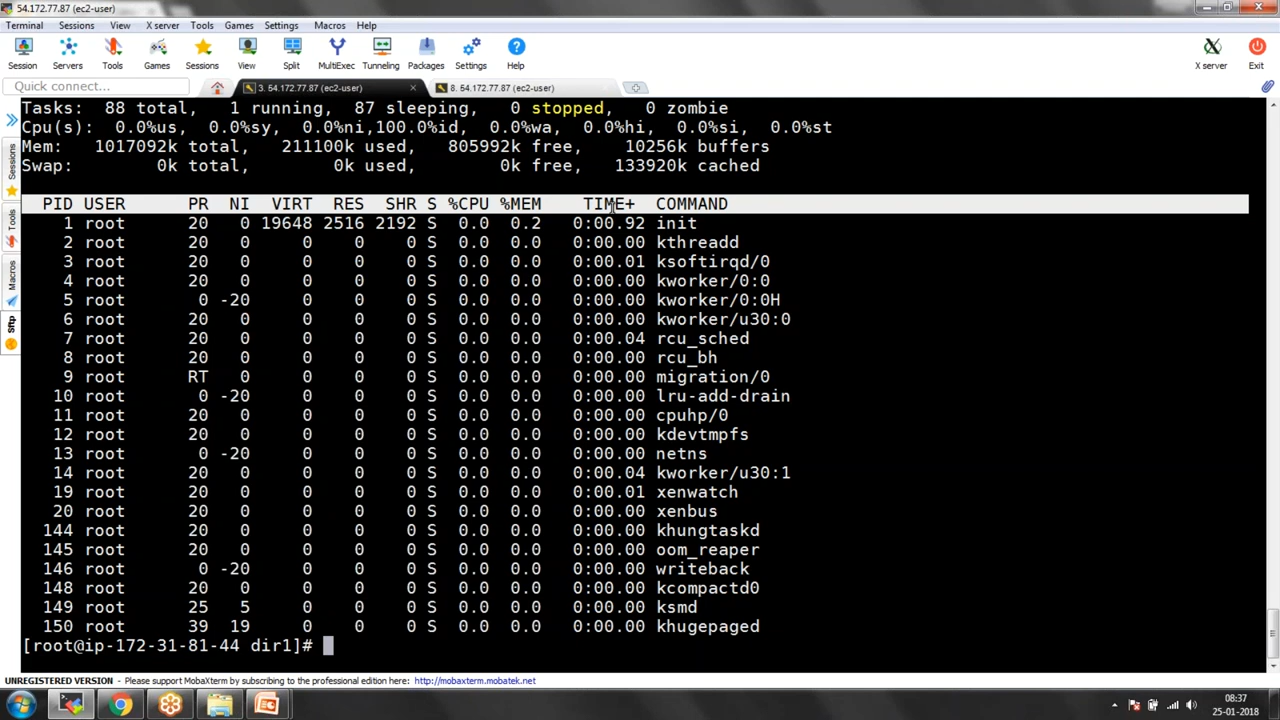 54.172.77.87 (ec2-user)
Terminal Sessions View X server Tools Games Settings Macros Help
Session Servers Tools Games Sessions View Split MultiExec Tunneling Packages Settings Help X server Exit
Quick connect...
3. 54.172.77.87 (ec2-user)
8. 54.172.77.87 (ec2-user)
Sessions
Tools
Macros
Sftp
Tasks: 88 total, 1 running, 87 sleeping, 0 stopped, 0 zombie
Cpu(s): 0.0%us, 0.0%sy, 0.0%ni,100.0%id, 0.0%wa, 0.0%hi, 0.0%si, 0.0%st
Mem: 1017092k total, 211100k used, 805992k free, 10256k buffers
Swap: 0k total, 0k used, 0k free, 133920k cached
PID USER PR NI VIRT RES SHR S %CPU %MEM TIME+ COMMAND
1 root 20 0 19648 2516 2192 S 0.0 0.2 0:00.92 init
2 root 20 0 0 0 0 S 0.0 0.0 0:00.00 kthreadd
3 root 20 0 0 0 0 S 0.0 0.0 0:00.01 ksoftirqd/0
4 root 20 0 0 0 0 S 0.0 0.0 0:00.00 kworker/0:0
5 root 0 -20 0 0 0 S 0.0 0.0 0:00.00 kworker/0:0H
6 root 20 0 0 0 0 S 0.0 0.0 0:00.00 kworker/u30:0
7 root 20 0 0 0 0 S 0.0 0.0 0:00.04 rcu_sched
8 root 20 0 0 0 0 S 0.0 0.0 0:00.00 rcu_bh
9 root RT 0 0 0 0 S 0.0 0.0 0:00.00 migration/0
10 root 0 -20 0 0 0 S 0.0 0.0 0:00.00 lru-add-drain
11 root 20 0 0 0 0 S 0.0 0.0 0:00.00 cpuhp/0
12 root 20 0 0 0 0 S 0.0 0.0 0:00.00 kdevtmpfs
13 root 0 -20 0 0 0 S 0.0 0.0 0:00.00 netns
14 root 20 0 0 0 0 S 0.0 0.0 0:00.04 kworker/u30:1
19 root 20 0 0 0 0 S 0.0 0.0 0:00.01 xenwatch
20 root 20 0 0 0 0 S 0.0 0.0 0:00.00 xenbus
144 root 20 0 0 0 0 S 0.0 0.0 0:00.00 khungtaskd
145 root 20 0 0 0 0 S 0.0 0.0 0:00.00 oom_reaper
146 root 0 -20 0 0 0 S 0.0 0.0 0:00.00 writeback
148 root 20 0 0 0 0 S 0.0 0.0 0:00.00 kcompactd0
149 root 25 5 0 0 0 S 0.0 0.0 0:00.00 ksmd
150 root 39 19 0 0 0 S 0.0 0.0 0:00.00 khugepaged
[root@ip-172-31-81-44 dir1]#
UNREGISTERED VERSION - Please support MobaXterm by subscribing to the professional edition here: http://mobaxterm.mobatek.net
08:37
25-01-2018